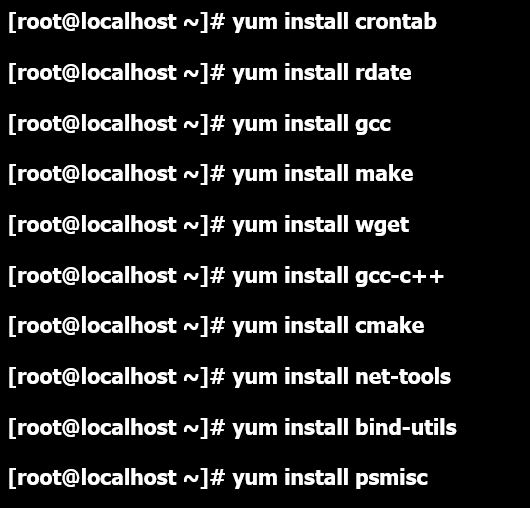 [root@localhost ~]# yum install crontab
[root@localhost ~]# yum install rdate
[root@localhost ~]# yum install gcc
[root@localhost ~]# yum install make
[root@localhost ~]# yum install wget
[root@localhost ~]# yum install gcc-c++
[root@localhost ~]# yum install cmake
[root@localhost ~]# yum install net-tools
[root@localhost ~]# yum install bind-utils
[root@localhost ~]# yum install psmisc